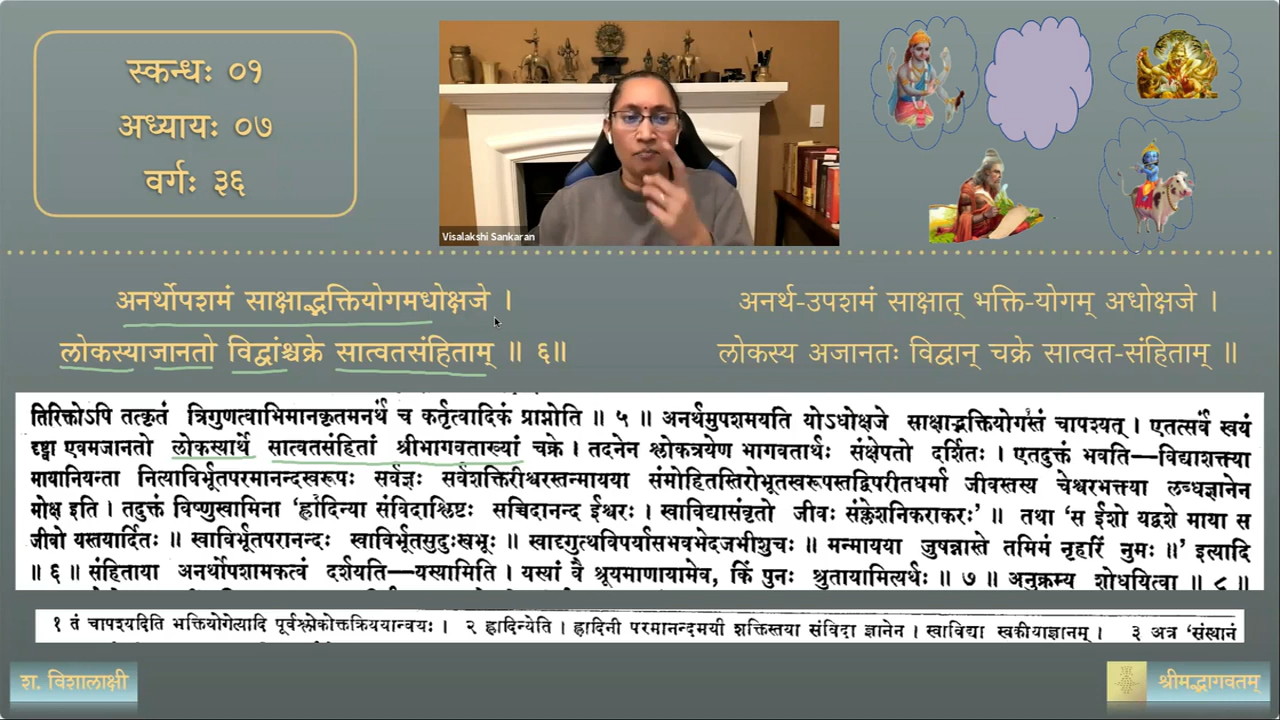 स्कन्धः ०१
अध्यायः ०७
वर्गः ३६
Visalakshi Sankaran
अनर्थोपशमं साक्षाद्भक्तियोगमधोक्षजे ।
लोकस्याजानतो विद्वांश्चक्रे सात्वतसंहिताम् ॥ ६॥
अनर्थ-उपशमं साक्षात् भक्ति-योगम् अधोक्षजे ।
लोकस्य अजानतः विद्वान् चक्रे सात्वत-संहिताम् ॥
तिरिक्तोऽपि तत्कृतं त्रिगुणत्वाभिमानकृतमनर्थं च कर्तृत्वादिकं प्राप्नोति ॥ ५ ॥ अनर्थमुपशमयति योऽधोक्षजे साक्षाद्भक्तियोगस्तं चापश्यत् । एतत्सर्वं स्वयं
दृष्ट्वा एवमजानतो लोकस्यार्थे सात्वतसंहितां श्रीभागवताख्यां चक्रे । तदनेन श्लोकत्रयेण भागवतार्थः संक्षेपतो दर्शितः । एतदुक्तं भवति—विद्याशक्त्या
मायानियन्ता नित्याविर्भूतपरमानन्दस्वरूपः सर्वज्ञः सर्वशक्तिरीश्वरस्तन्मायया संमोहितस्तिरोभूतस्वरूपस्तद्विपरीतधर्मा जीवस्तस्य चेश्वरभक्त्या लब्धज्ञानेन
मोक्ष इति । तदुक्तं विष्णुस्वामिना ‘ह्लादिन्या संविदाश्लिष्टः सच्चिदानन्द ईश्वरः । स्वाविद्यासंवृतो जीवः संक्लेशनिकराकरः’ ॥ तथा ‘स ईशो यद्वशे माया स
जीवो यस्तयार्दितः ॥ स्वाविर्भूतपरानन्दः स्वाविर्भूतसुदुःखभूः ॥ स्वादृगुत्थविपर्यासभवभेदजभीशुचः ॥ मन्मायया जुषन्नास्ते तमिमं नृहरिं नुमः ॥’ इत्यादि
॥ ६ ॥ संहिताया अनर्थोपशामकत्वं दर्शयति—यस्यामिति । यस्यां वै श्रूयमाणायामेव, किं पुनः श्रुतायामित्यर्थः ॥ ७ ॥ अनुक्रम्य शोधयित्वा ॥ ८ ॥
१ तं चापश्यदिति भक्तियोगेत्यादि पूर्वश्लोकोक्तक्रिययान्वयः । २ ह्लादिन्येति । ह्लादिनी परमानन्दमयी शक्तिस्तया संविदा ज्ञानेन । स्वाविद्या स्वकीयाज्ञानम् । ३ अत्र ‘संस्थानं
श. विशालाक्षी
श्रीमद्भागवतम्